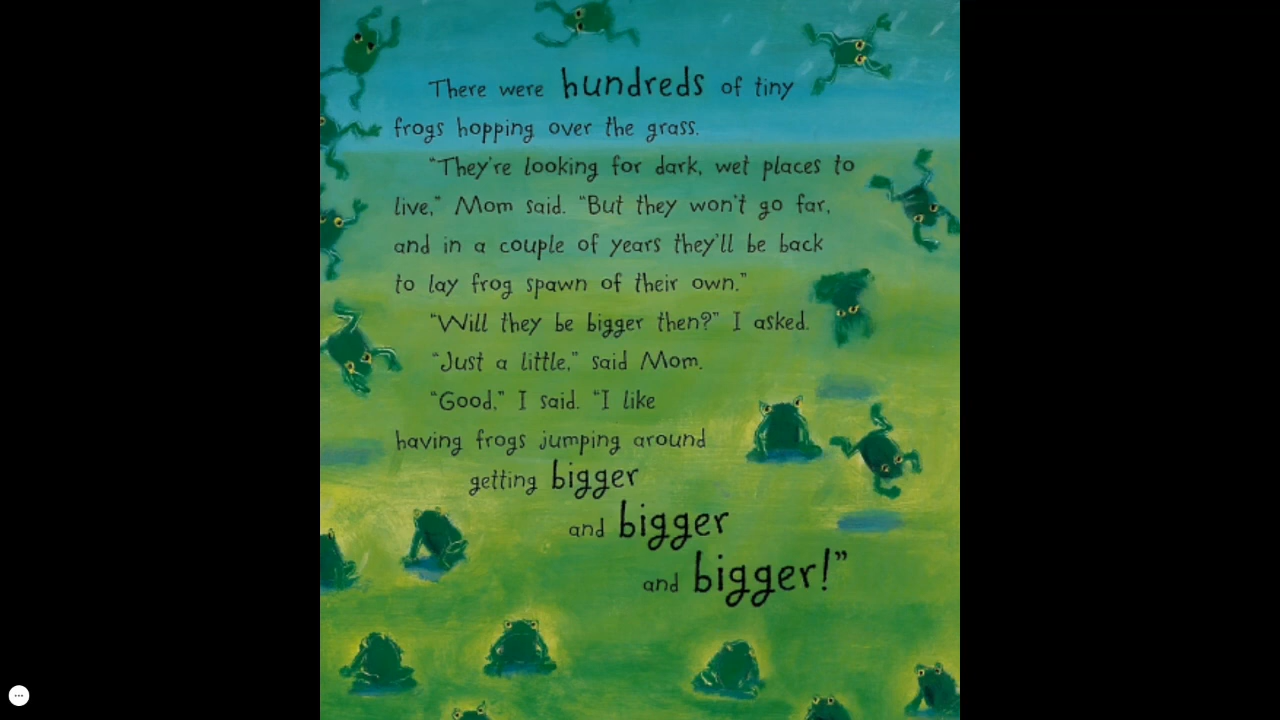 There were hundreds of tiny
frogs hopping over the grass.
"They're looking for dark, wet places to
live," Mom said. "But they won't go far,
and in a couple of years they'll be back
to lay frog spawn of their own."
"Will they be bigger then?" I asked.
"Just a little," said Mom.
"Good," I said. "I like
having frogs jumping around
getting bigger
and bigger
and bigger!"